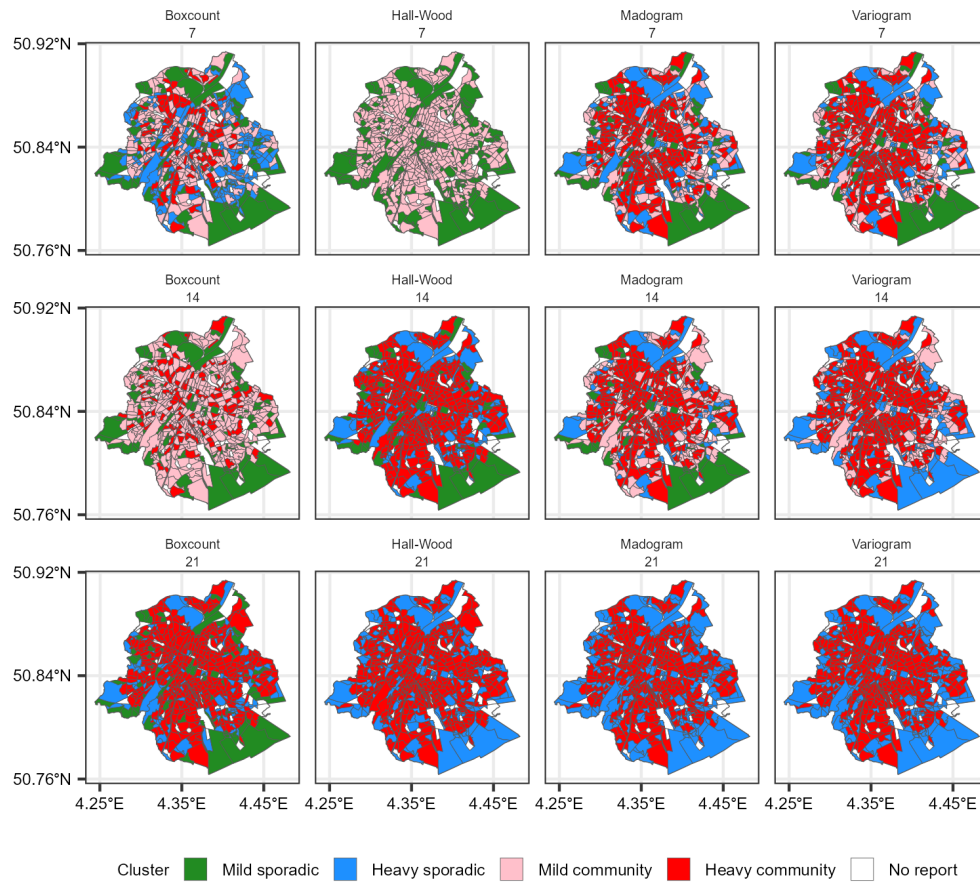 Boxcount Hall-Wood Madogram Variogram
7 7 7 7
50.92°N
50.84°N
50.76°N
Boxcount Hall-Wood Madogram Variogram
14 14 14 14
50.92°N
50.84°N
50.76°N
Boxcount Hall-Wood Madogram Variogram
21 21 21 21
50.92°N
50.84°N
50.76°N
4.25°E 4.35°E 4.45°E 4.25°E 4.35°E 4.45°E 4.25°E 4.35°E 4.45°E 4.25°E 4.35°E 4.45°E
Cluster Mild sporadic Heavy sporadic Mild community Heavy community No report